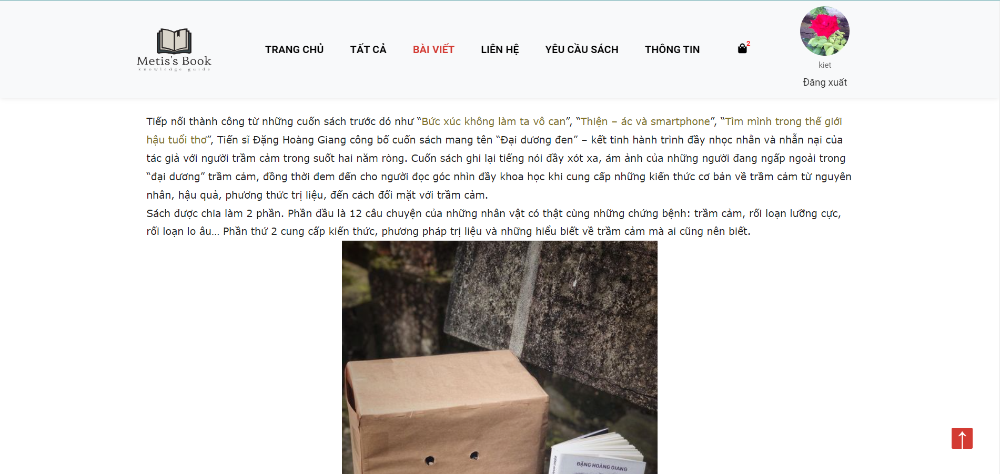 Metis's Book
knowledge guide
TRANG CHỦ
TẤT CẢ
BÀI VIẾT
LIÊN HỆ
YÊU CẦU SÁCH
THÔNG TIN
2
kiet
Đăng xuất
Tiếp nối thành công từ những cuốn sách trước đó như “Bức xúc không làm ta vô can”, “Thiện – ác và smartphone”, “Tìm mình trong thế giới
hậu tuổi thơ”, Tiến sĩ Đặng Hoàng Giang công bố cuốn sách mang tên “Đại dương đen” – kết tinh hành trình đầy nhọc nhằn và nhẫn nại của
tác giả với người trầm cảm trong suốt hai năm ròng. Cuốn sách ghi lại tiếng nói đầy xót xa, ám ảnh của những người đang ngấp ngoải trong
“đại dương” trầm cảm, đồng thời đem đến cho người đọc góc nhìn đầy khoa học khi cung cấp những kiến thức cơ bản về trầm cảm từ nguyên
nhân, hậu quả, phương thức trị liệu, đến cách đối mặt với trầm cảm.
Sách được chia làm 2 phần. Phần đầu là 12 câu chuyện của những nhân vật có thật cùng những chứng bệnh: trầm cảm, rối loạn lưỡng cực,
rối loạn lo âu… Phần thứ 2 cung cấp kiến thức, phương pháp trị liệu và những hiểu biết về trầm cảm mà ai cũng nên biết.
ĐẶNG HOÀNG GIANG